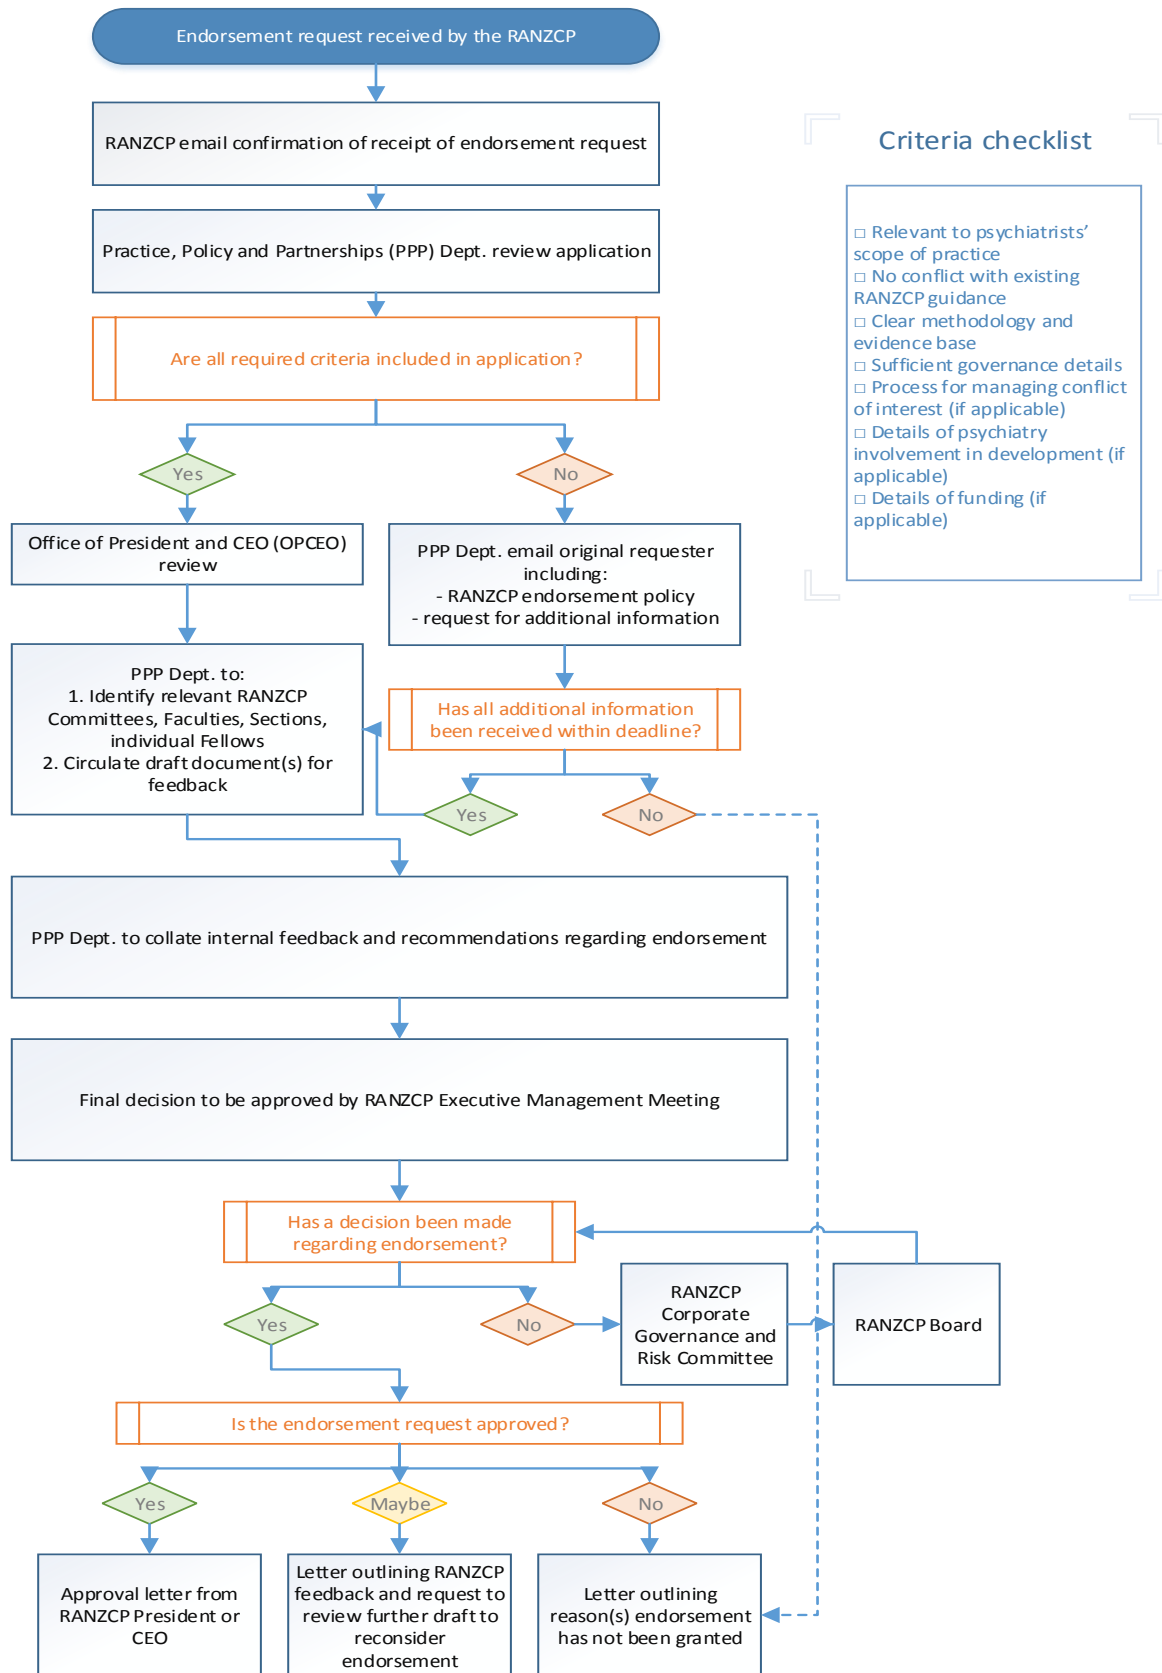 Endorsement request received by the RANZCP
RANZCP email confirmation of receipt of endorsement request
Criteria checklist
Practice, Policy and Partnerships (PPP) Dept. review application
□ Relevant to psychiatrists'
scope of practice
□ No conflict with existing
RANZCP guidance
□ Clear methodology and
evidence base
□ Sufficient governance details
□ Process for managing conflict
of interest (if applicable)
□ Details of psychiatry
involvement in development (if
applicable)
□ Details of funding (if
applicable)
Are all required criteria included in application?
Yes
No
Office of President and CEO (OPCEO)
review
PPP Dept. email original requester
including:
- RANZCP endorsement policy
- request for additional information
PPP Dept. to:
1. Identify relevant RANZCP
Committees, Faculties, Sections,
individual Fellows
2. Circulate draft document(s) for
feedback
Has all additional information
been received within deadline?
Yes
No
PPP Dept. to collate internal feedback and recommendations regarding endorsement
Final decision to be approved by RANZCP Executive Management Meeting
Has a decision been made
regarding endorsement?
Yes
No
RANZCP
Corporate
Governance and
Risk Committee
RANZCP Board
Is the endorsement request approved?
Yes
Maybe
No
Approval letter from
RANZCP President or
CEO
Letter outlining RANZCP
feedback and request to
review further draft to
reconsider
endorsement
Letter outlining
reason(s) endorsement
has not been granted